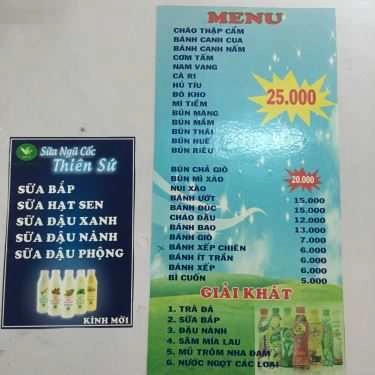 Sữa Ngũ Cốc
Thiên Sứ
SỮA BẮP
SỮA HẠT SEN
SỮA ĐẬU XANH
SỮA ĐẬU NÀNH
SỮA ĐẬU PHỘNG
KÍNH MỜI
MENU
CHÁO THẬP CẨM
BÁNH CANH CUA
BÁNH CANH NẤM
CƠM TẤM
NAM VANG
CÀ RI
HỦ TÍU
BÒ KHO
MÌ TIỀM
BÚN MĂNG
BÚN MẮM
BÚN THÁI
BÚN HUẾ
BÚN RIÊU
25.000
BÚN CHẢ GIÒ
BÚN MÌ XÀO
NUI XÀO
20.000
BÁNH ƯỚT 15.000
BÁNH ĐÚC 15.000
CHÁO ĐẬU 12.000
BÁNH BAO 13.000
BÁNH GIÒ 7.000
BÁNH XẾP CHIÊN 6.000
BÁNH ÍT TRẦN 6.000
BÁNH XẾP 6.000
BÌ CUỐN 5.000
GIẢI KHÁT
1. TRÀ ĐÁ
2. SỮA BẮP
3. ĐẬU NÀNH
4. SÂM MÍA LAU
5. MỦ TRÔM NHA ĐAM
6. NƯỚC NGỌT CÁC LOẠI